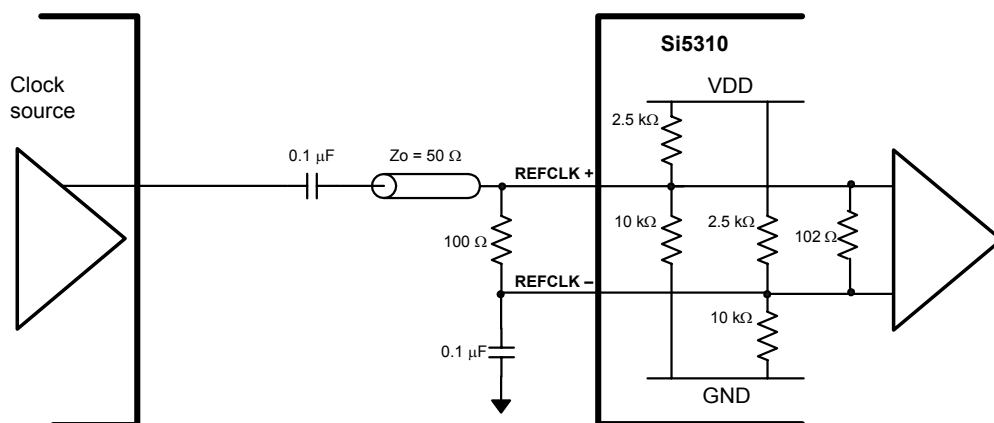 Si5310
Clock
source
VDD
2.5 kΩ
0.1 μF
Zo = 50 Ω
REFCLK +
100 Ω
10 kΩ
2.5 kΩ
102 Ω
REFCLK –
10 kΩ
0.1 μF
GND